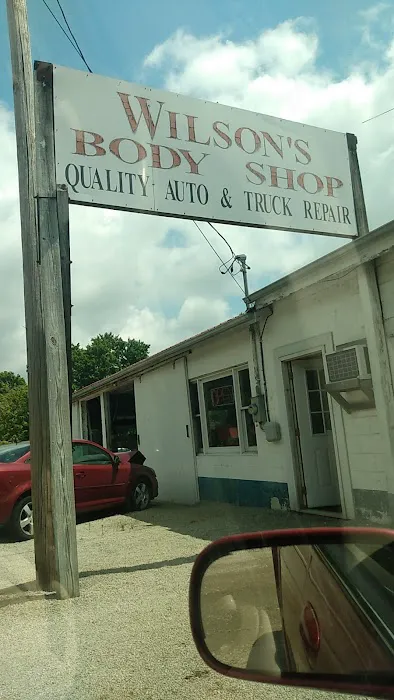 WILSON'S
BODY SHOP
QUALITY AUTO & TRUCK REPAIR